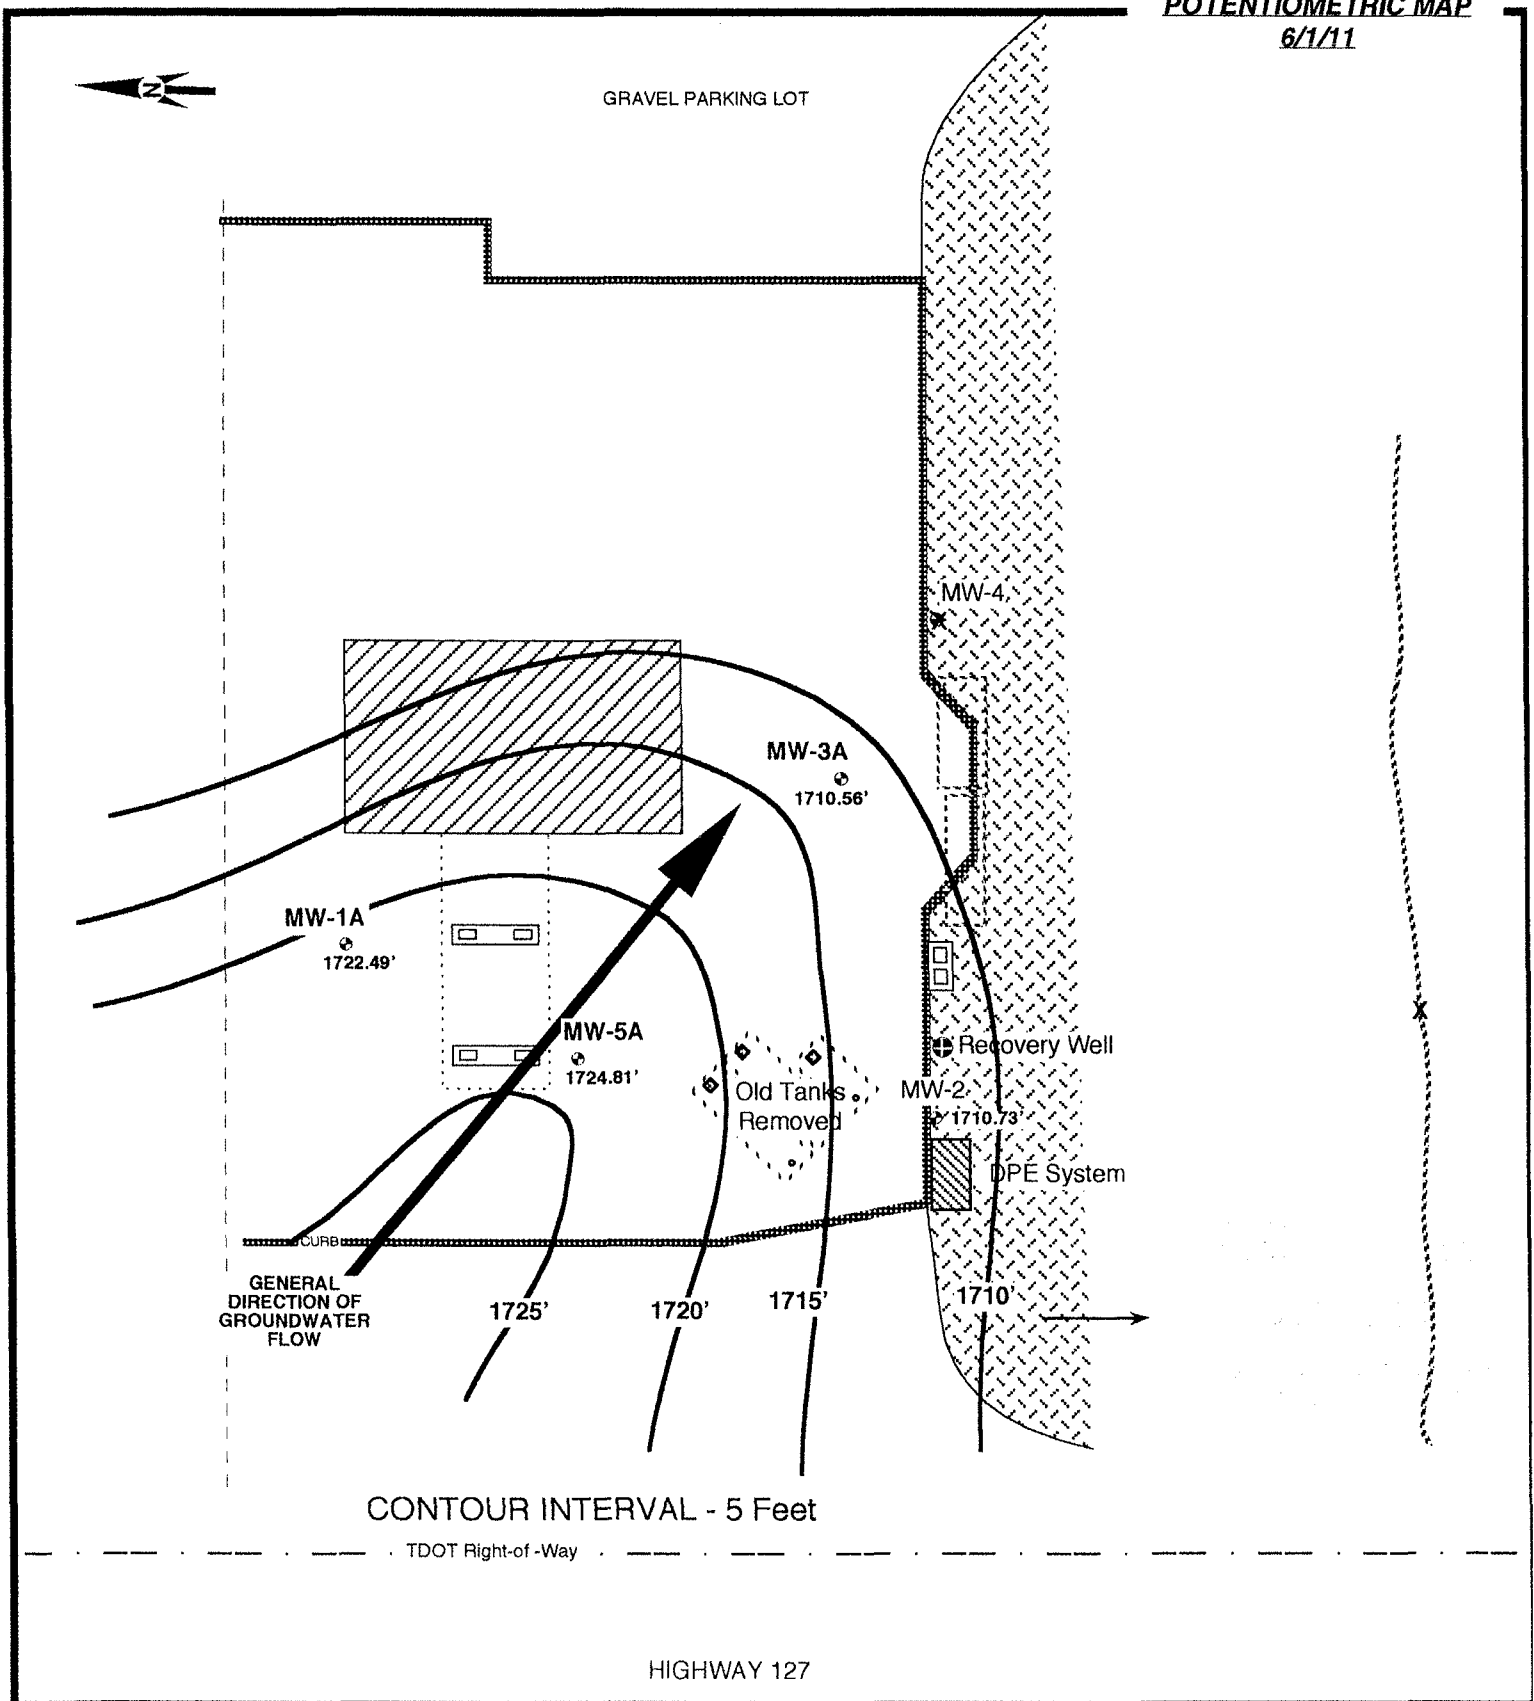 POTENTIOMETRIC MAP
6/1/11
N
GRAVEL PARKING LOT
MW-4
MW-3A
1710.56'
MW-1A
1722.49'
MW-5A
1724.81'
Recovery Well
Old Tanks
Removed
MW-2
1710.73'
DPE System
CURB
GENERAL
DIRECTION OF
GROUNDWATER
FLOW
1725'
1720'
1715'
1710'
X
CONTOUR INTERVAL - 5 Feet
TDOT Right-of -Way
HIGHWAY 127